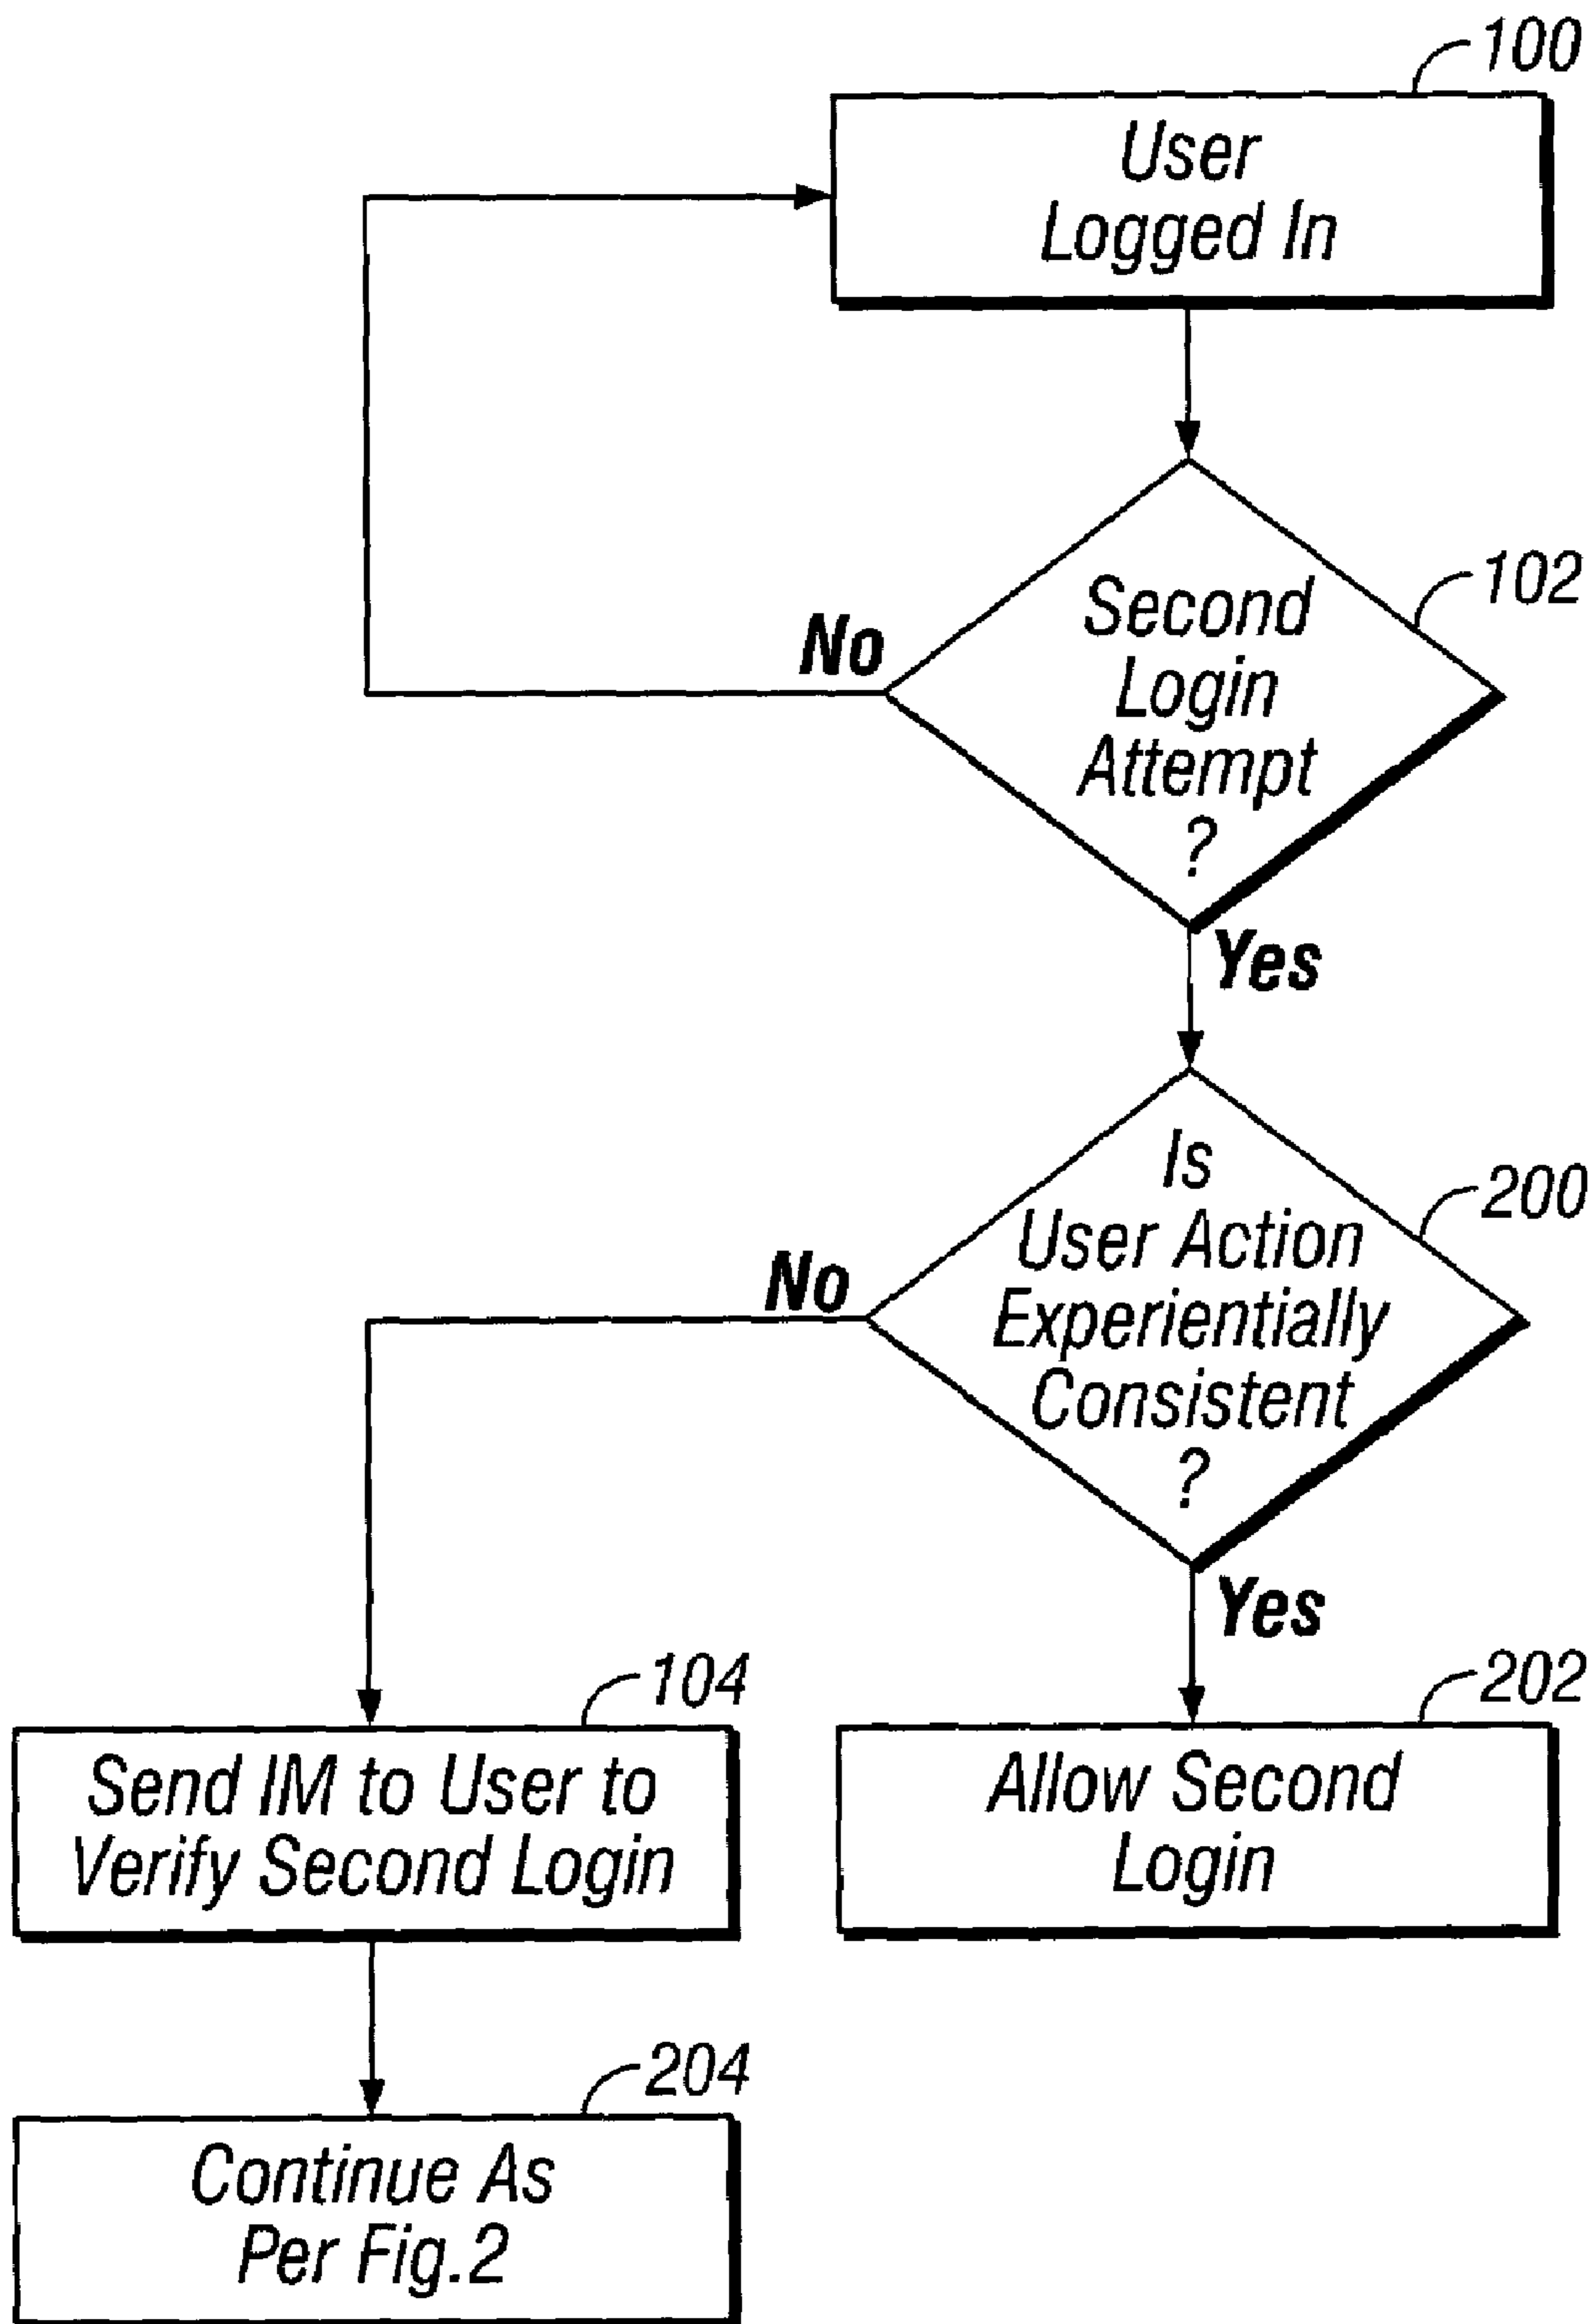 100
User
Logged In
102
Second
Login
Attempt
?
No
Yes
200
Is
User Action
Experientially
Consistent
?
No
Yes
104
Send IM to User to
Verify Second Login
202
Allow Second
Login
204
Continue As
Per Fig.2